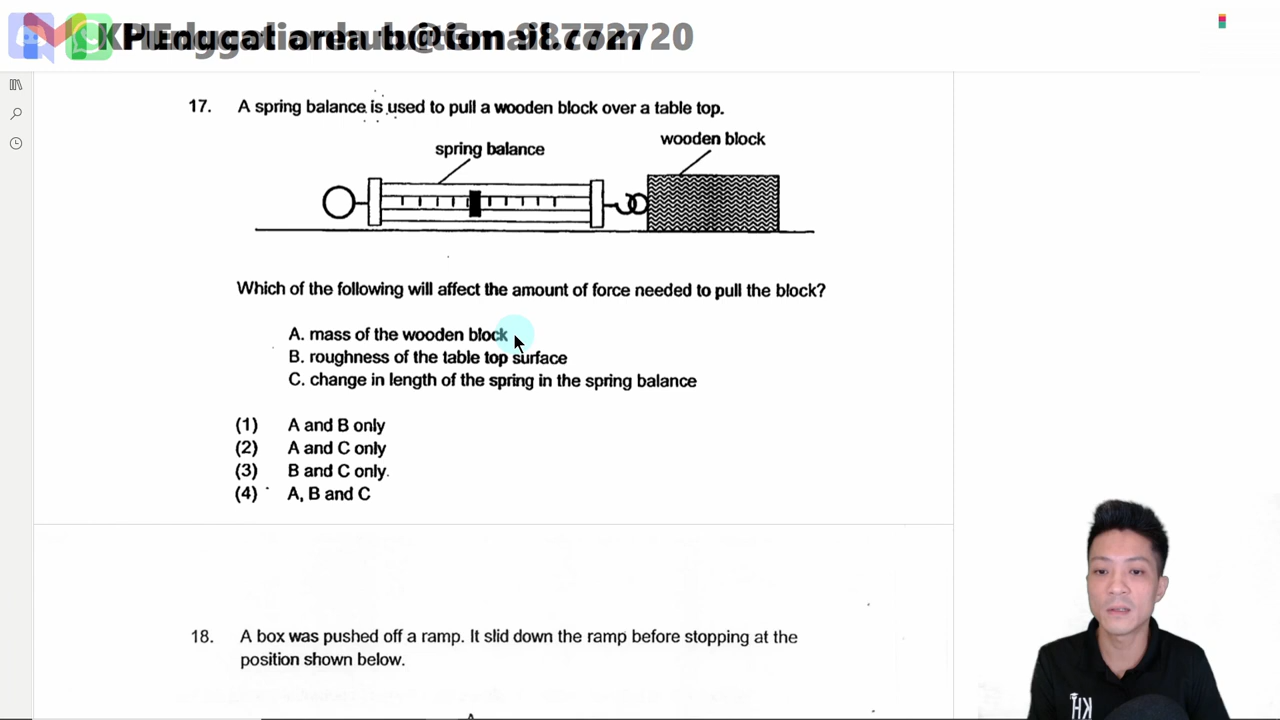 17. A spring balance is used to pull a wooden block over a table top.
wooden block
spring balance
Which of the following will affect the amount of force needed to pull the block?
A. mass of the wooden block
B. roughness of the table top surface
C. change in length of the spring in the spring balance
(1) A and B only
(2) A and C only
(3) B and C only.
(4) A, B and C
18. A box was pushed off a ramp. It slid down the ramp before stopping at the
position shown below.
KH